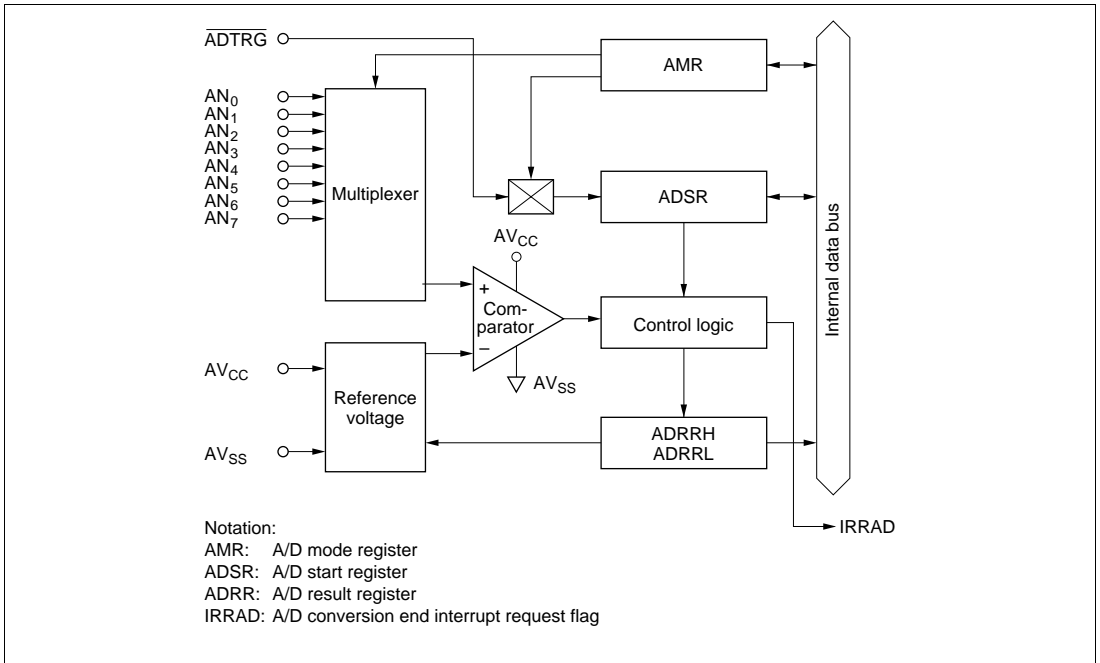 ADTRG
AMR
AN0
AN1
AN2
AN3
AN4
AN5
AN6
AN7
Multiplexer
ADSR
Internal data bus
AVCC
+
Com-
parator
–
Control logic
AVSS
AVCC
Reference
voltage
AVSS
ADRRH
ADRRL
IRRAD
Notation:
AMR: A/D mode register
ADSR: A/D start register
ADRR: A/D result register
IRRAD: A/D conversion end interrupt request flag